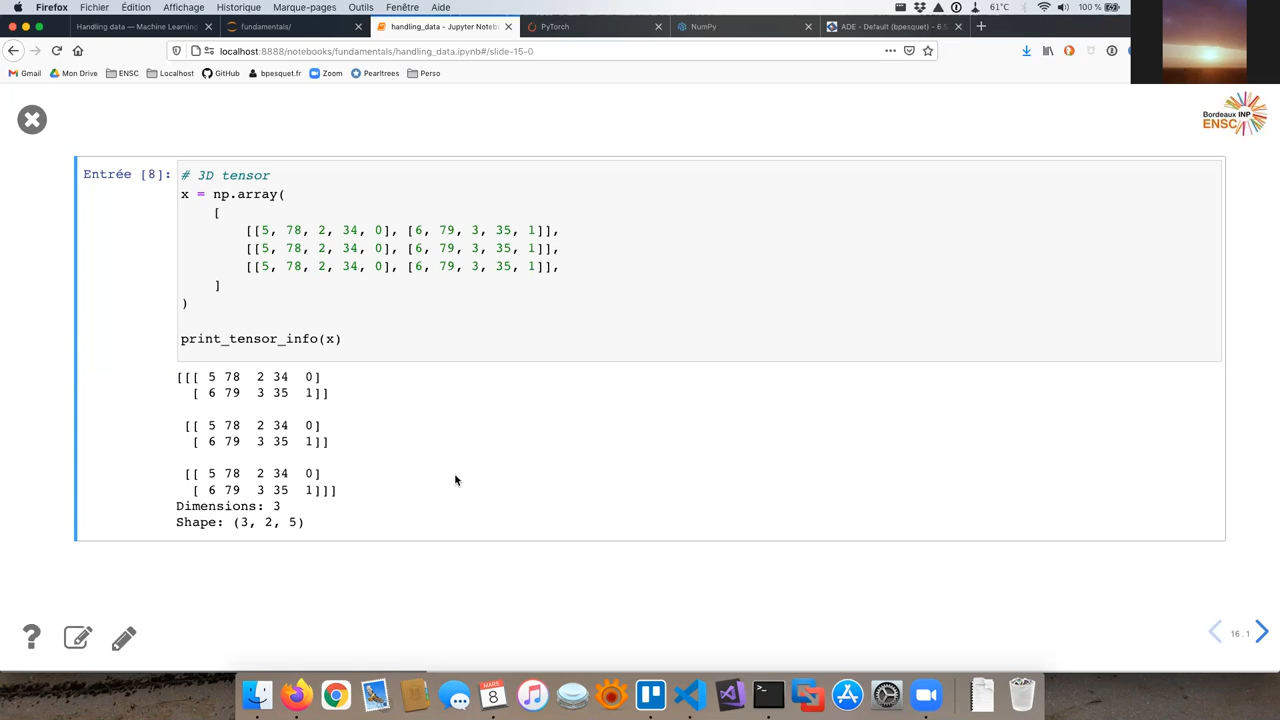 Firefox Fichier Édition Affichage Historique Marque-pages Outils Fenêtre Aide 61°C 100 %
Handling data — Machine Learning
fundamentals/
handling_data - Jupyter Noteb
PyTorch
NumPy
ADE - Default (bpesquet) - 6.5
localhost:8888/notebooks/fundamentals/handling_data.ipynb#/slide-15-0
Gmail Mon Drive ENSC Localhost GitHub bpesquet.fr Zoom Pearltrees Perso
Bordeaux INP
ENSC
Entrée [8]:
# 3D tensor
x = np.array(
[
[[5, 78, 2, 34, 0], [6, 79, 3, 35, 1]],
[[5, 78, 2, 34, 0], [6, 79, 3, 35, 1]],
[[5, 78, 2, 34, 0], [6, 79, 3, 35, 1]],
]
)
print_tensor_info(x)
[[[ 5 78 2 34 0]
[ 6 79 3 35 1]]
[[ 5 78 2 34 0]
[ 6 79 3 35 1]]
[[ 5 78 2 34 0]
[ 6 79 3 35 1]]]
Dimensions: 3
Shape: (3, 2, 5)
?
16.1
MARS
8